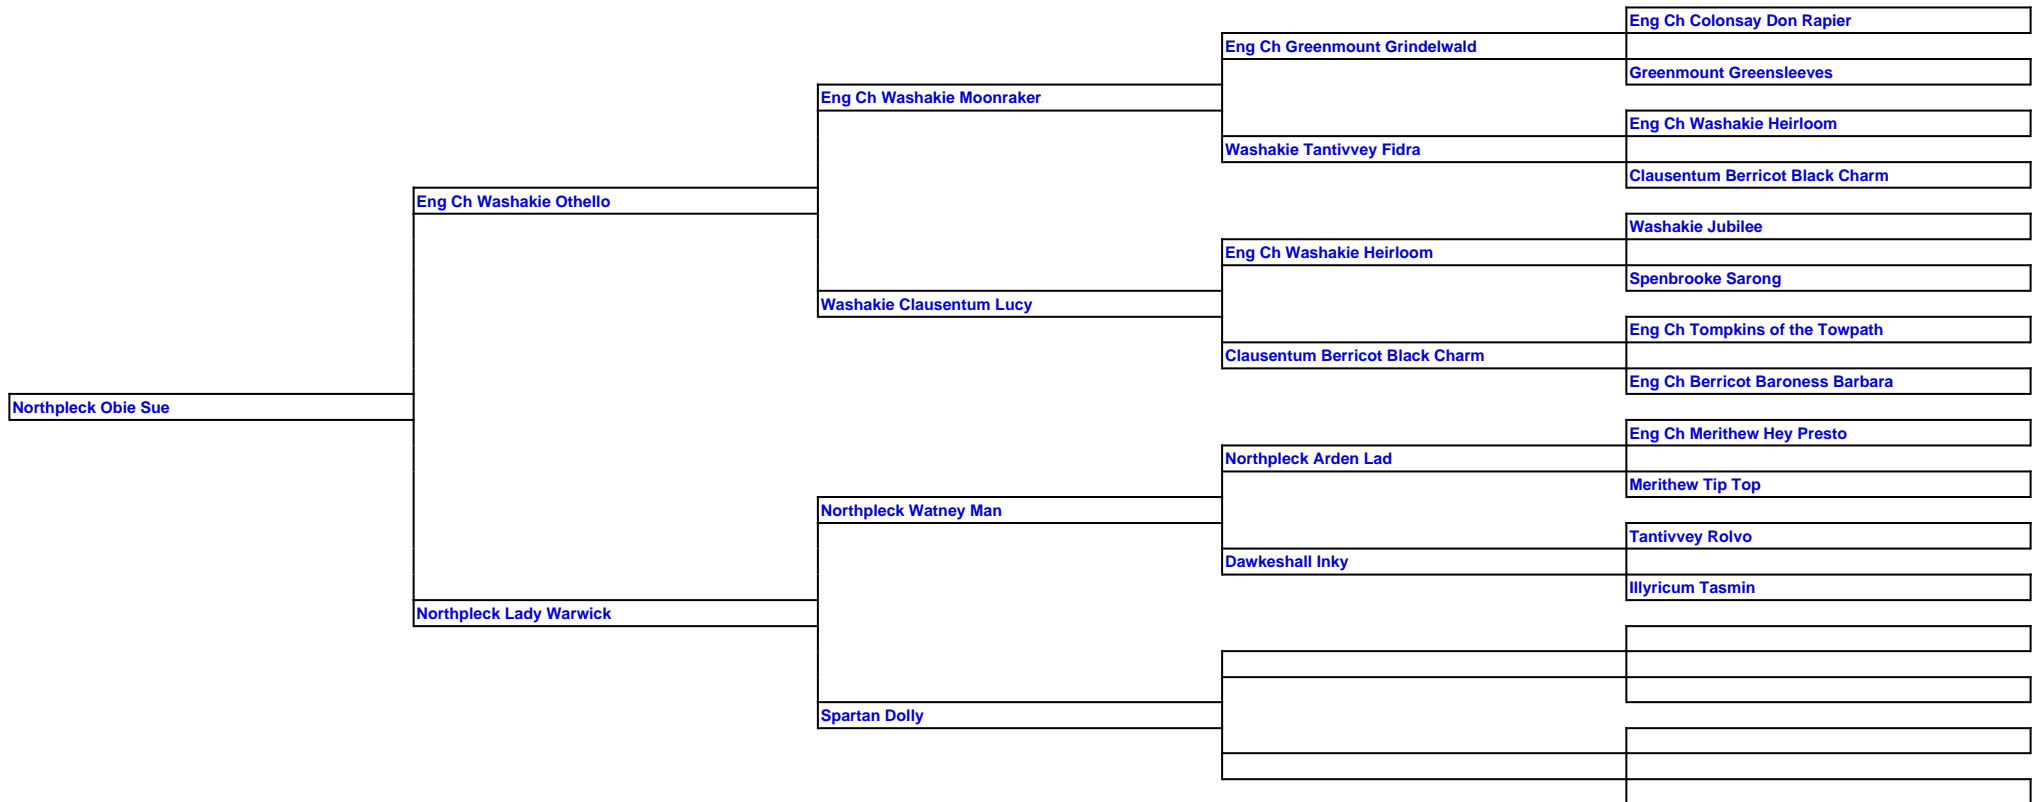 Eng Ch Colonsay Don Rapier
Eng Ch Greenmount Grindelwald
Greenmount Greensleeves
Eng Ch Washakie Moonraker
Eng Ch Washakie Heirloom
Washakie Tantivvey Fidra
Clausentum Berricot Black Charm
Eng Ch Washakie Othello
Washakie Jubilee
Eng Ch Washakie Heirloom
Spenbrooke Sarong
Washakie Clausentum Lucy
Eng Ch Tompkins of the Towpath
Clausentum Berricot Black Charm
Eng Ch Berricot Baroness Barbara
Northpleck Obie Sue
Eng Ch Merithew Hey Presto
Northpleck Arden Lad
Merithew Tip Top
Northpleck Watney Man
Tantivvey Rolvo
Dawkeshall Inky
Illyricum Tasmin
Northpleck Lady Warwick
Spartan Dolly